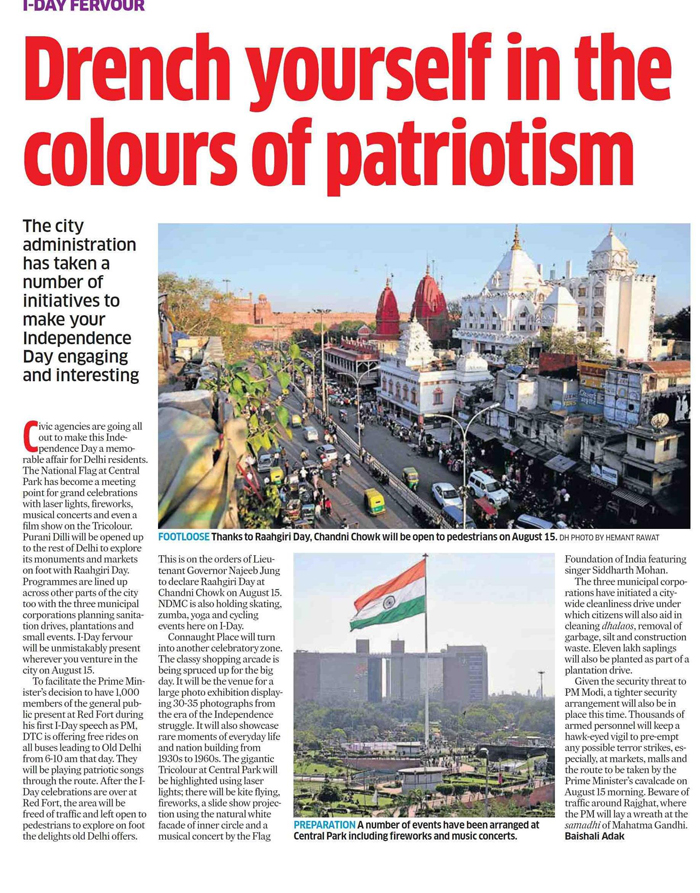 I-DAY FERVOUR
Drench yourself in the
colours of patriotism
The city
administration
has taken a
number of
initiatives to
make your
Independence
Day engaging
and interesting
Civic agencies are going all
out to make this Inde-
pendence Day a memo-
rable affair for Delhi residents.
The National Flag at Central
Park has become a meeting
point for grand celebrations
with laser lights, fireworks,
musical concerts and even a
film show on the Tricolour.
Purani Dilli will be opened up
to the rest of Delhi to explore
its monuments and markets
on foot with Raahgiri Day.
Programmes are lined up
across other parts of the city
too with the three municipal
corporations planning sanita-
tion drives, plantations and
small events. I-Day fervour
will be unmistakably present
wherever you venture in the
city on August 15.
To facilitate the Prime Min-
ister's decision to have 1,000
members of the general pub-
lic present at Red Fort during
his first I-Day speech as PM,
DTC is offering free rides on
all buses leading to Old Delhi
from 6-10 am that day. They
will be playing patriotic songs
through the route. After the I-
Day celebrations are over at
Red Fort, the area will be
freed of traffic and left open to
pedestrians to explore on foot
the delights old Delhi offers.
FOOTLOOSE Thanks to Raahgiri Day, Chandni Chowk will be open to pedestrians on August 15. DH PHOTO BY HEMANT RAWAT
This is on the orders of Lieu-
tenant Governor Najeeb Jung
to declare Raahgiri Day at
Chandni Chowk on August 15.
NDMC is also holding skating,
zumba, yoga and cycling
events here on I-Day.
Connaught Place will turn
into another celebratory zone.
The classy shopping arcade is
being spruced up for the big
day. It will be the venue for a
large photo exhibition display-
ing 30-35 photographs from
the era of the Independence
struggle. It will also showcase
rare moments of everyday life
and nation building from
1930s to 1960s. The gigantic
Tricolour at Central Park will
be highlighted using laser
lights; there will be kite flying,
fireworks, a slide show projec-
tion using the natural white
facade of inner circle and a
musical concert by the Flag
PREPARATION A number of events have been arranged at
Central Park including fireworks and music concerts.
Foundation of India featuring
singer Siddharth Mohan.
The three municipal corpo-
rations have initiated a city-
wide cleanliness drive under
which citizens will also aid in
cleaning dhalaos, removal of
garbage, silt and construction
waste. Eleven lakh saplings
will also be planted as part of a
plantation drive.
Given the security threat to
PM Modi, a tighter security
arrangement will also be in
place this time. Thousands of
armed personnel will keep a
hawk-eyed vigil to pre-empt
any possible terror strikes, es-
pecially, at markets, malls and
the route to be taken by the
Prime Minister's cavalcade on
August 15 morning. Beware of
traffic around Rajghat, where
the PM will lay a wreath at the
samadhi of Mahatma Gandhi.
Baishali Adak